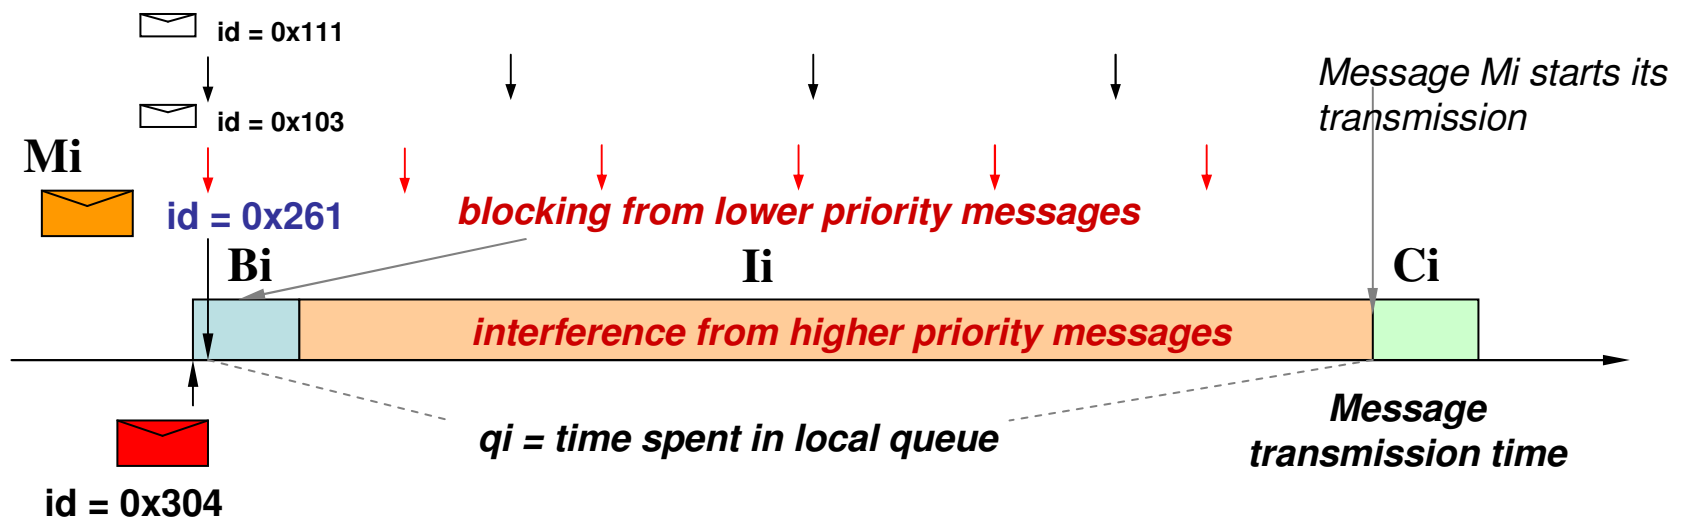 id = 0x111
Message Mi starts its
transmission
id = 0x103
Mi
id = 0x261
blocking from lower priority messages
Bi
Ii
Ci
interference from higher priority messages
qi = time spent in local queue
Message
transmission time
id = 0x304